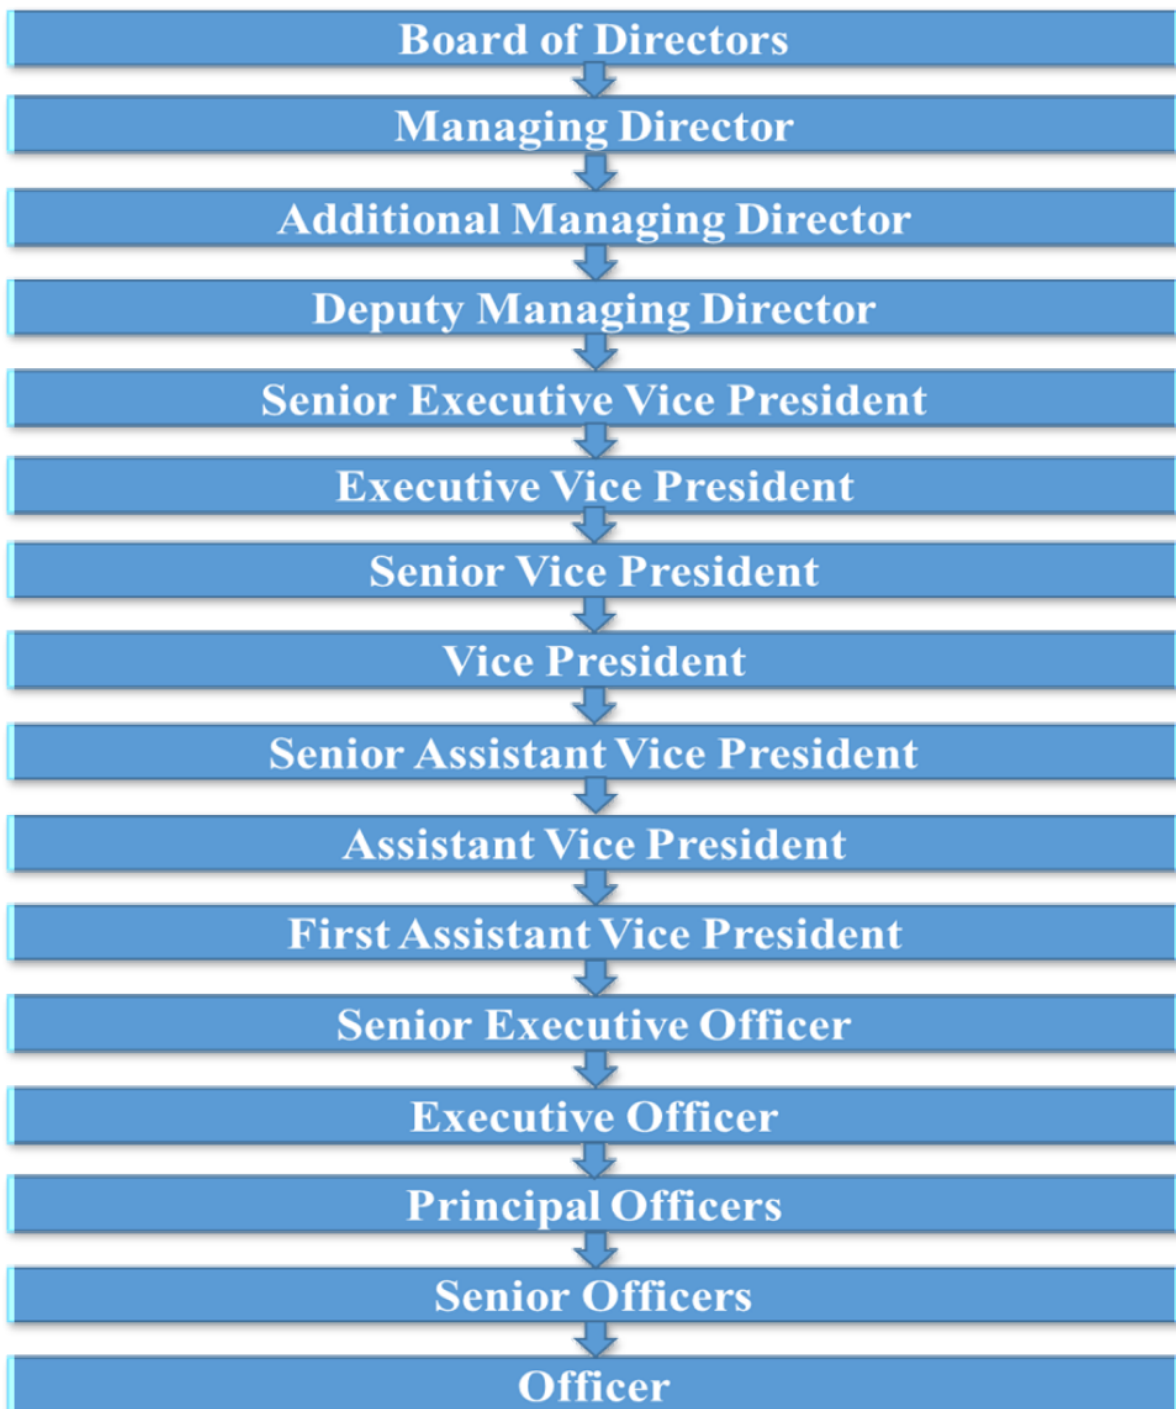 Board of Directors
Managing Director
Additional Managing Director
Deputy Managing Director
Senior Executive Vice President
Executive Vice President
Senior Vice President
Vice President
Senior Assistant Vice President
Assistant Vice President
First Assistant Vice President
Senior Executive Officer
Executive Officer
Principal Officers
Senior Officers
Officer